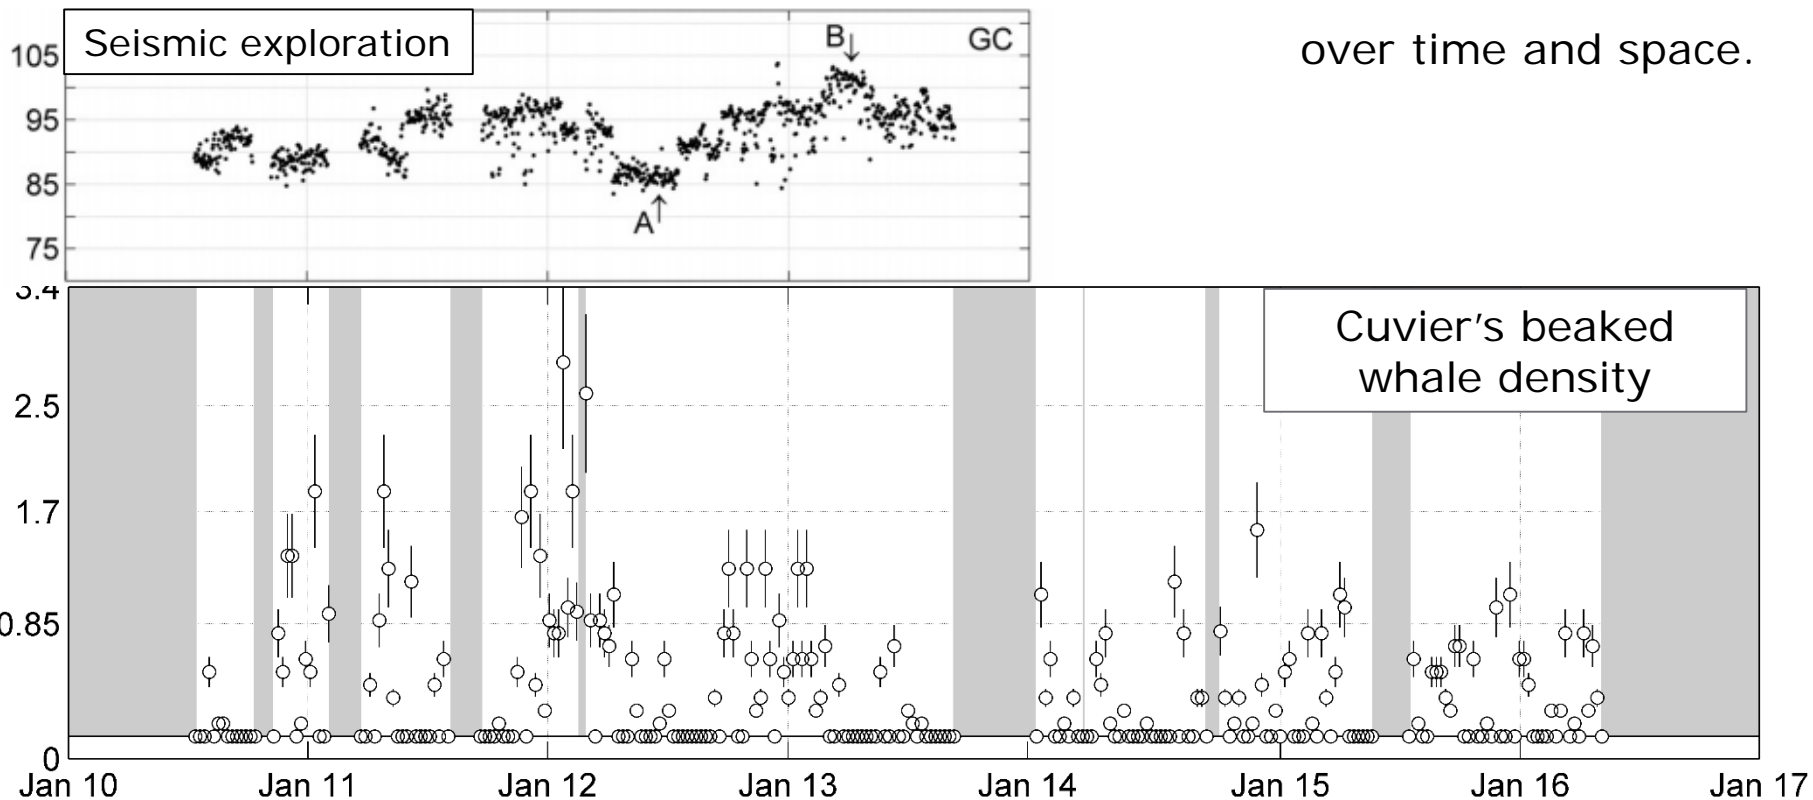 Seismic exploration
GC
over time and space.
B
105
95
85
A
75
3.4
Cuvier's beaked
whale density
2.5
1.7
0.85
0
Jan 10 Jan 11 Jan 12 Jan 13 Jan 14 Jan 15 Jan 16 Jan 17